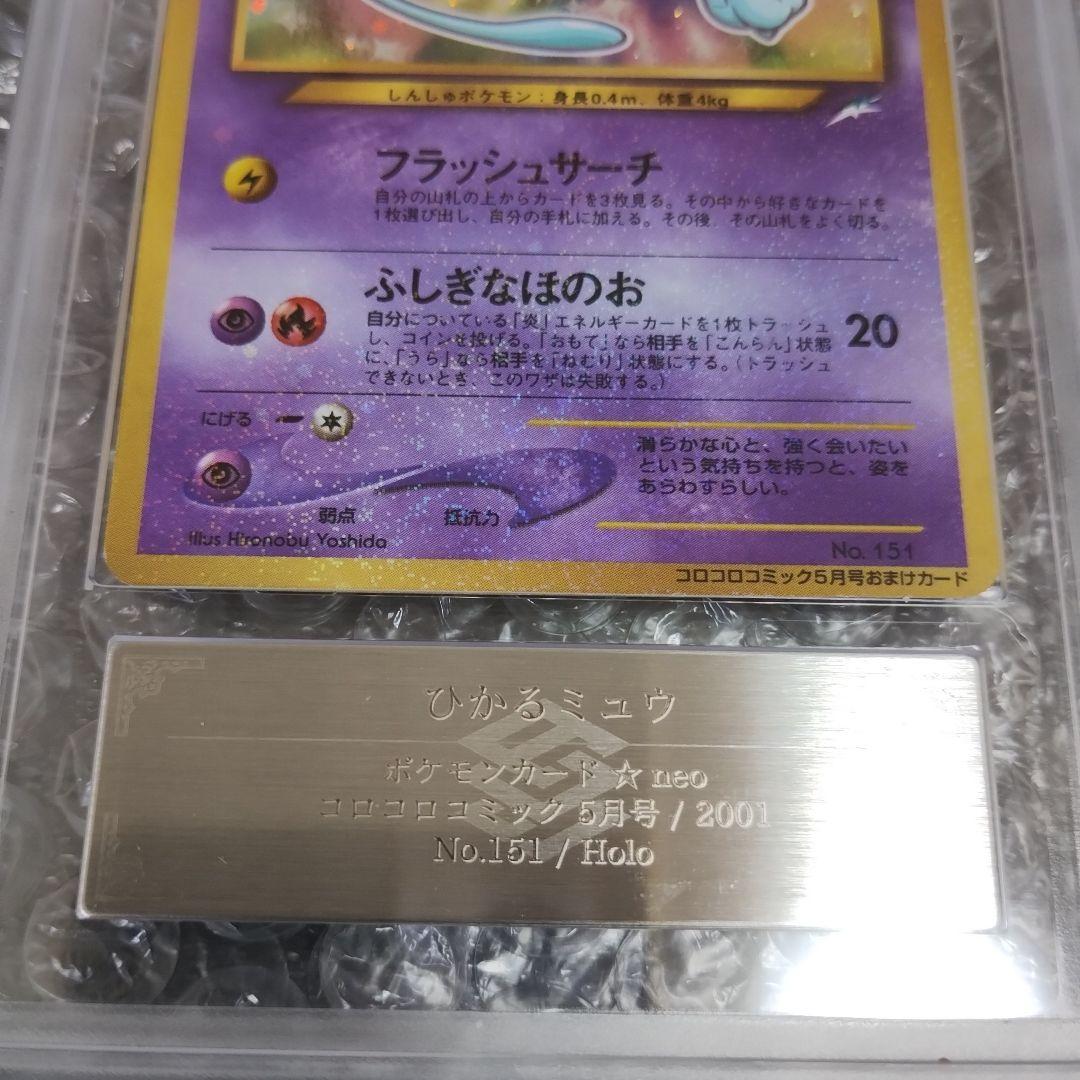 しんしゅポケモン：身長0.4m、体重4kg
フラッシュサーチ
自分の山札の上からカードを3枚見る。その中から好きなカードを
1枚選び出し、自分の手札に加える。その後、その山札をよく切る。
ふしぎなほのお
自分についている「炎」エネルギーカードを1枚トラッシュ
し、コインを投げる。「おもて」なら相手を「こんらん」状態
に、「うら」なら相手を「ねむり」状態にする。（トラッシュ
できないとき、このワザは失敗する。）
20
にげる
滑らかな心と、強く会いたい
という気持ちを持つと、姿を
あらわすらしい。
弱点 抵抗力
Illus Hironobu Yoshida
No. 151
コロコロコミック5月号おまけカード
ひかるミュウ
ポケモンカード ☆ neo
コロコロコミック 5月号 / 2001
No.151 / Holo